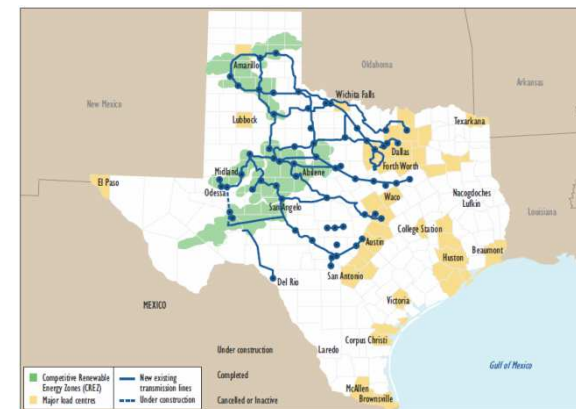 Amarillo
Oklahoma
Arkansas
New Mexico
Wichita Falls
Lubbock
Texarkana
Dallas
Forth Worth
Midland
Abilene
El Paso
Odessa
Waco
Nacogdoches
Lufkin
San Angelo
Louisiana
College Station
Austin
Huston
Beaumont
San Antonio
Del Rio
MEXICO
Victoria
Corpus Christi
Laredo
Gulf of Mexico
McAllen
Brownsville
Under construction
Completed
Cancelled or Inactive
Competitive Renewable
Energy Zones (CREZ)
Major load centres
New existing
transmission lines
Under construction